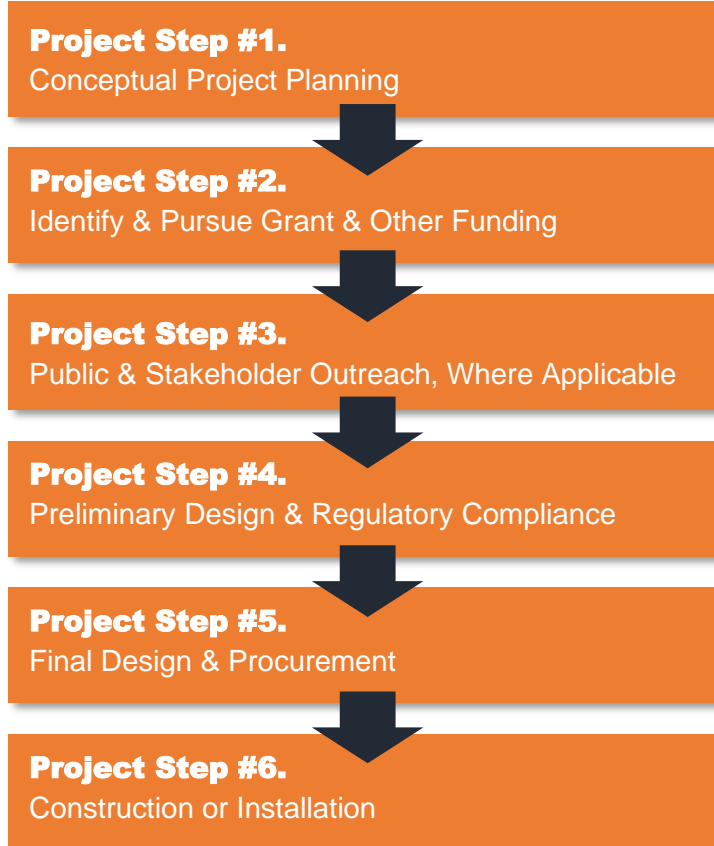 Project Step #1.
Conceptual Project Planning
Project Step #2.
Identify & Pursue Grant & Other Funding
Project Step #3.
Public & Stakeholder Outreach, Where Applicable
Project Step #4.
Preliminary Design & Regulatory Compliance
Project Step #5.
Final Design & Procurement
Project Step #6.
Construction or Installation